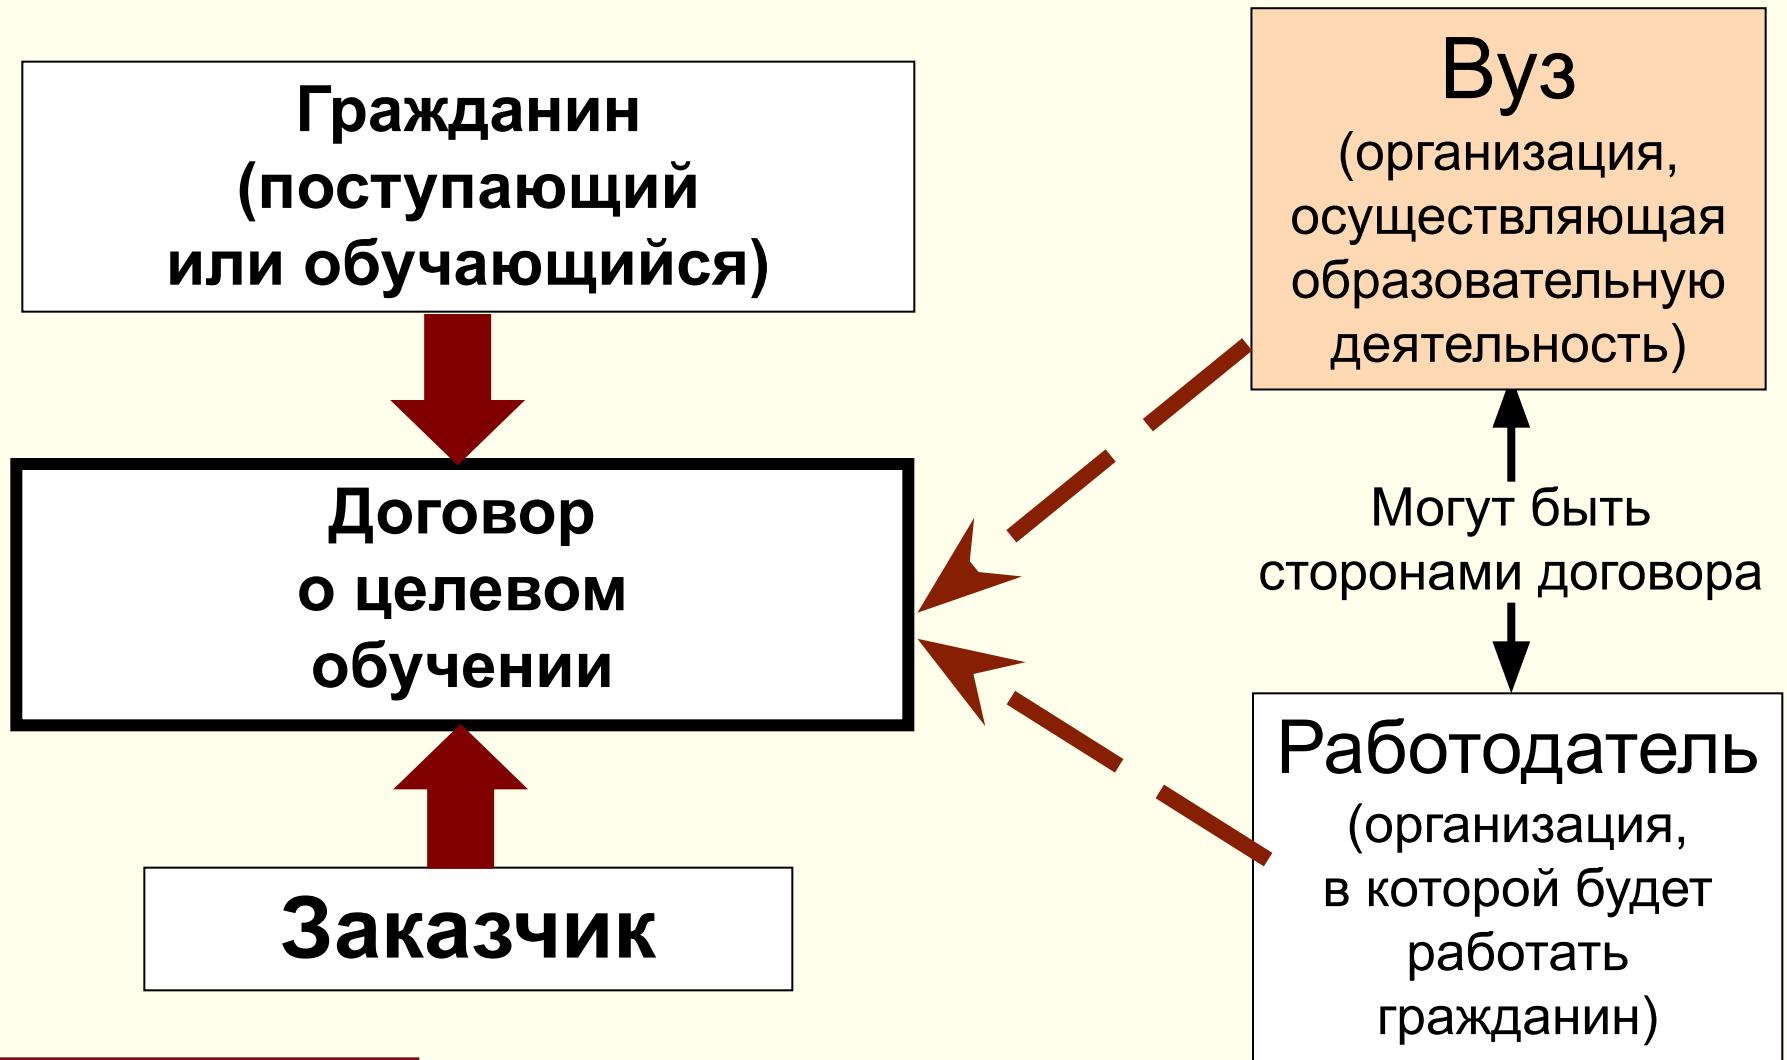 Гражданин
(поступающий
или обучающийся)
Договор
о целевом
обучении
Заказчик
Вуз
(организация,
осуществляющая
образовательную
деятельность)
Могут быть
сторонами договора
Работодатель
(организация,
в которой будет
работать
гражданин)